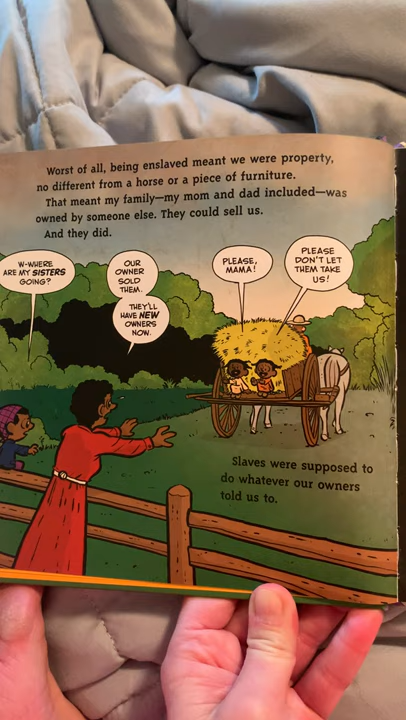 Worst of all, being enslaved meant we were property,
no different from a horse or a piece of furniture.
That meant my family—my mom and dad included—was
owned by someone else. They could sell us.
And they did.
W-WHERE
ARE MY SISTERS
GOING?
OUR
OWNER
SOLD
THEM.
THEY'LL
HAVE NEW
OWNERS
NOW.
PLEASE,
MAMA!
PLEASE
DON'T LET
THEM TAKE
US!
Slaves were supposed to
do whatever our owners
told us to.